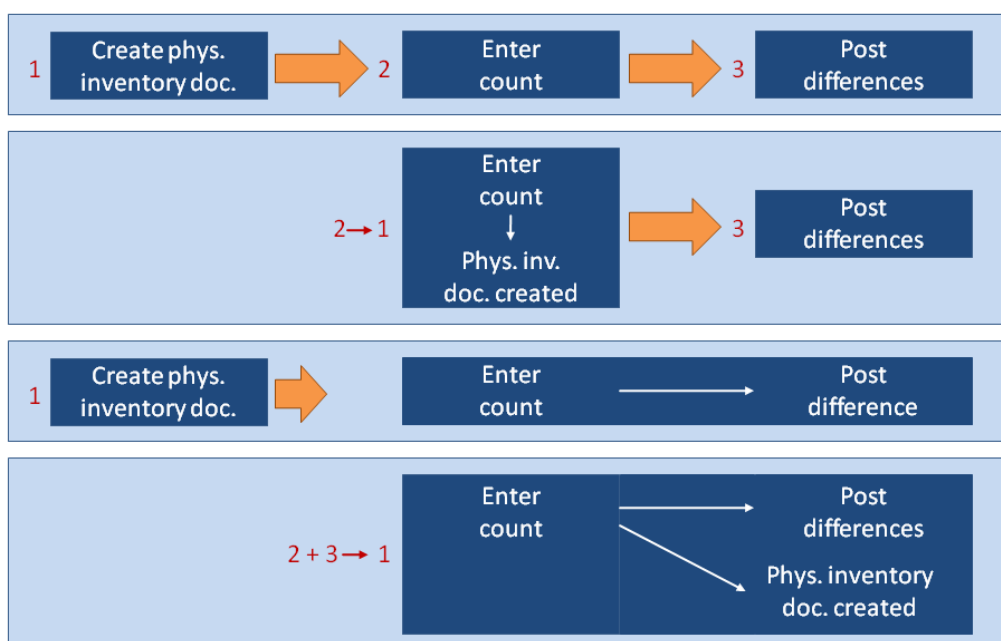 1
Create phys.
inventory doc.
2
Enter
count
3
Post
differences
2→1
Enter
count
Phys. inv.
doc. created
3
Post
differences
1
Create phys.
inventory doc.
Enter
count
Post
difference
2 + 3→ 1
Enter
count
Post
differences
Phys. inventory
doc. created